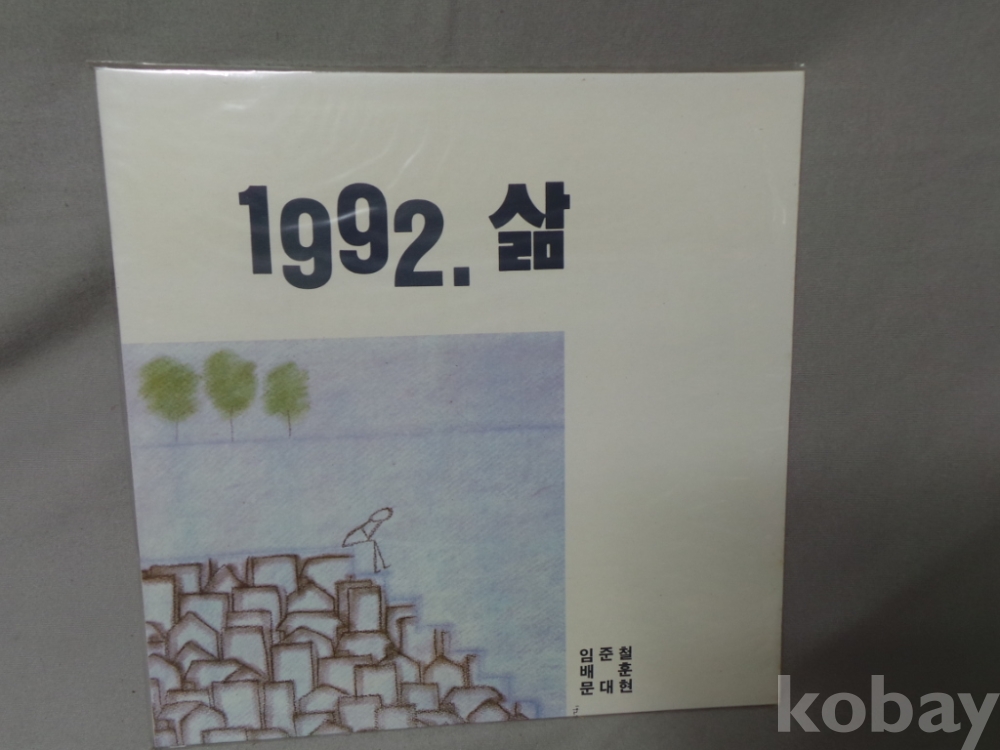 1992. 삶
임준철
배훈
문대현
kobay